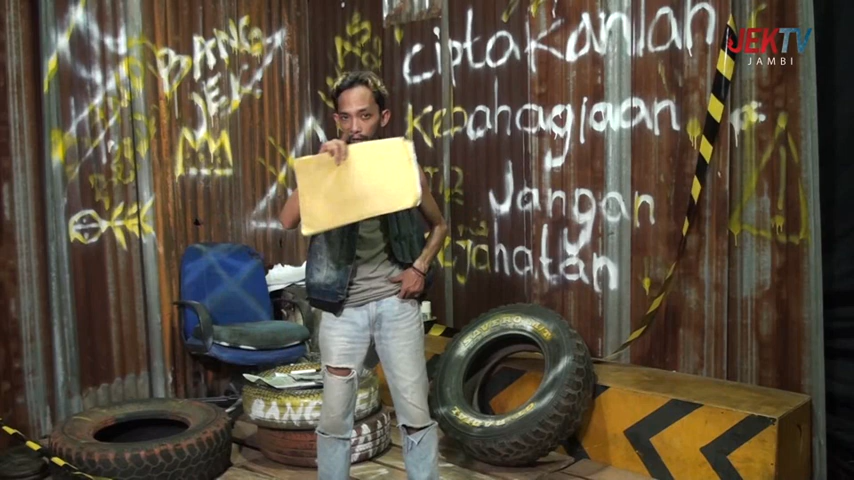 JEKTV
JAMBI
BANG
JEK
ciptakanlah
kebahagiaan
Jangan
kejahatan
BANG